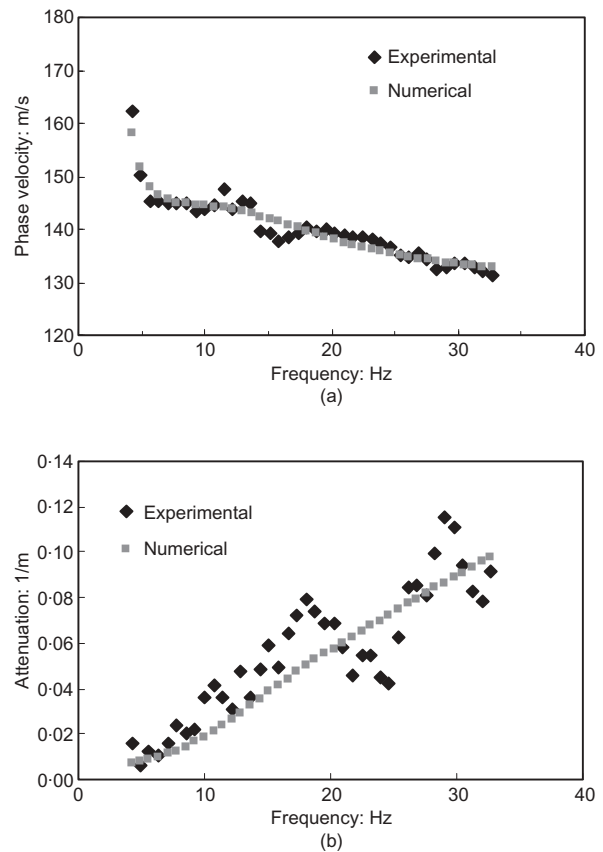 180
170
160
150
140
130
120
Phase velocity: m/s
Experimental
Numerical
0
10
20
30
40
Frequency: Hz
(a)
0·14
0·12
0·10
0·08
0·06
0·04
0·02
0·00
Attenuation: 1/m
Experimental
Numerical
0
10
20
30
40
Frequency: Hz
(b)